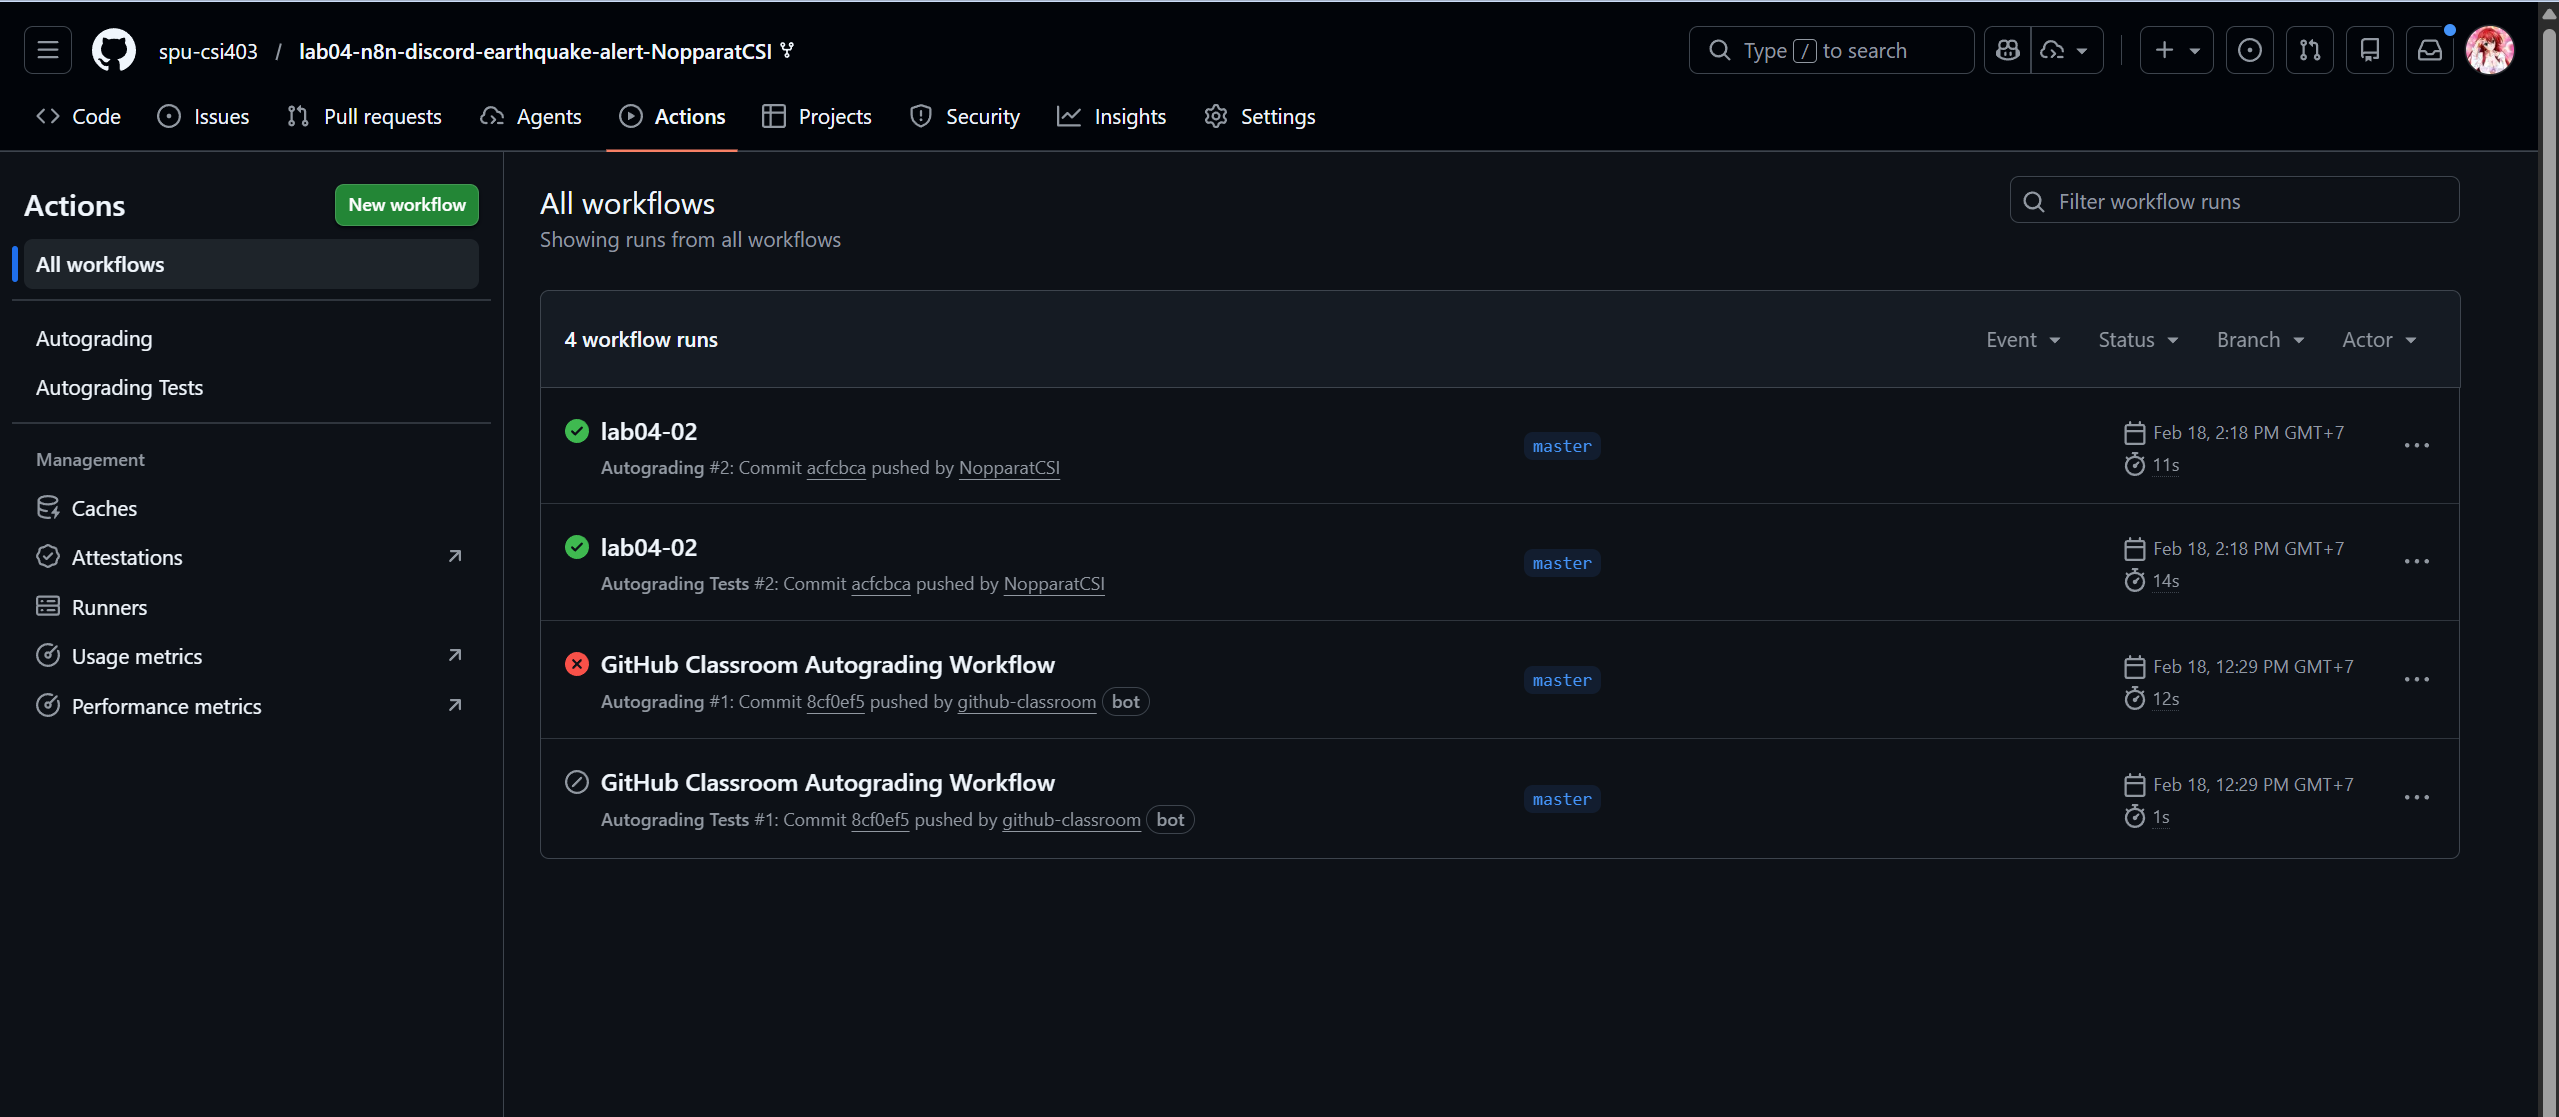 spu-csi403 / lab04-n8n-discord-earthquake-alert-NopparatCSI
Type / to search
Code Issues Pull requests Agents Actions Projects Security Insights Settings
Actions
New workflow
All workflows
Autograding
Autograding Tests
Management
Caches
Attestations
Runners
Usage metrics
Performance metrics
All workflows
Showing runs from all workflows
Filter workflow runs
4 workflow runs
Event Status Branch Actor
lab04-02
Autograding #2: Commit acfcbca pushed by NopparatCSI
master
Feb 18, 2:18 PM GMT+7
11s
lab04-02
Autograding Tests #2: Commit acfcbca pushed by NopparatCSI
master
Feb 18, 2:18 PM GMT+7
14s
GitHub Classroom Autograding Workflow
Autograding #1: Commit 8cf0ef5 pushed by github-classroom bot
master
Feb 18, 12:29 PM GMT+7
12s
GitHub Classroom Autograding Workflow
Autograding Tests #1: Commit 8cf0ef5 pushed by github-classroom bot
master
Feb 18, 12:29 PM GMT+7
1s